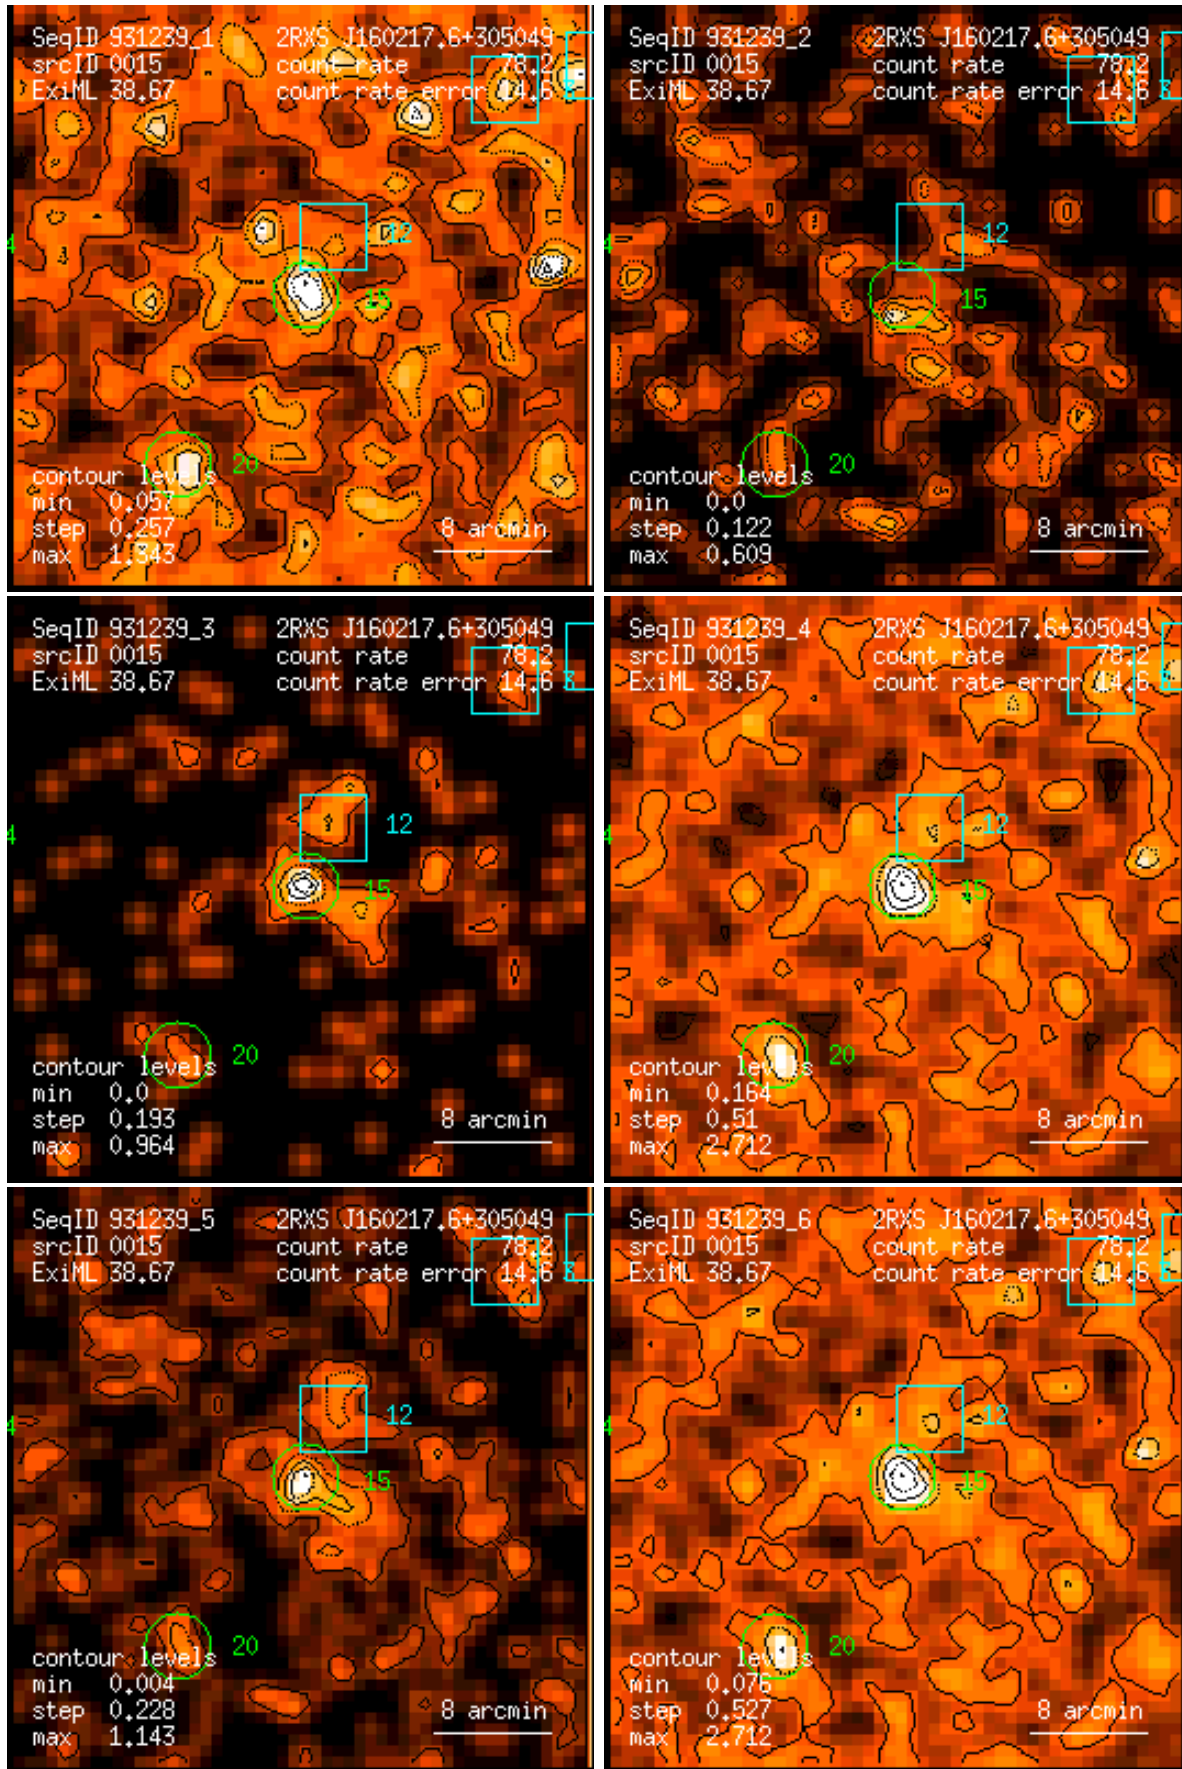 SeqID 931239_1 2RXS J160217.6+305049
srcID 0015 count rate 78.2
ExiML 38.67 count rate error 14.6
12
4
15
20
contour levels
min 0.057
step 0.257 8 arcmin
max 1.343
SeqID 931239_2 2RXS J160217.6+305049
srcID 0015 count rate 78.2
ExiML 38.67 count rate error 14.6
12
4
15
20
contour levels
min 0.0
step 0.122 8 arcmin
max 0.609
SeqID 931239_3 2RXS J160217.6+305049
srcID 0015 count rate 78.2
ExiML 38.67 count rate error 14.6
12
4
15
20
contour levels
min 0.0
step 0.193 8 arcmin
max 0.964
SeqID 931239_4 2RXS J160217.6+305049
srcID 0015 count rate 78.2
ExiML 38.67 count rate error 14.6
12
4
15
20
contour levels
min 0.164
step 0.51 8 arcmin
max 2.712
SeqID 931239_5 2RXS J160217.6+305049
srcID 0015 count rate 78.2
ExiML 38.67 count rate error 14.6
12
4
15
20
contour levels
min 0.004
step 0.228 8 arcmin
max 1.143
SeqID 931239_6 2RXS J160217.6+305049
srcID 0015 count rate 78.2
ExiML 38.67 count rate error 14.6
12
4
15
20
contour levels
min 0.076
step 0.527 8 arcmin
max 2.712